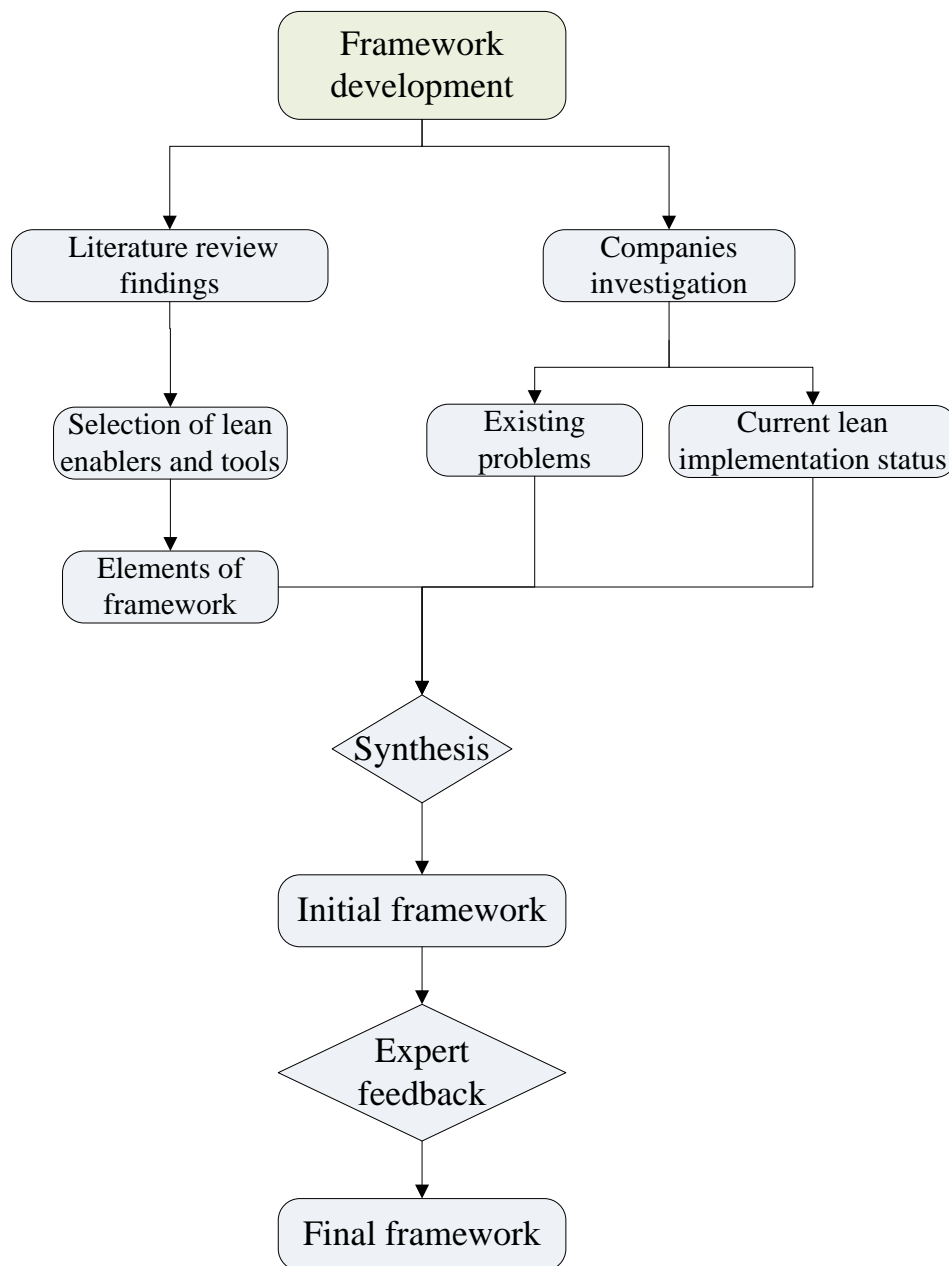 Framework
development
Literature review
findings
Companies
investigation
Selection of lean
enablers and tools
Existing
problems
Current lean
implementation status
Elements of
framework
Synthesis
Initial framework
Expert
feedback
Final framework